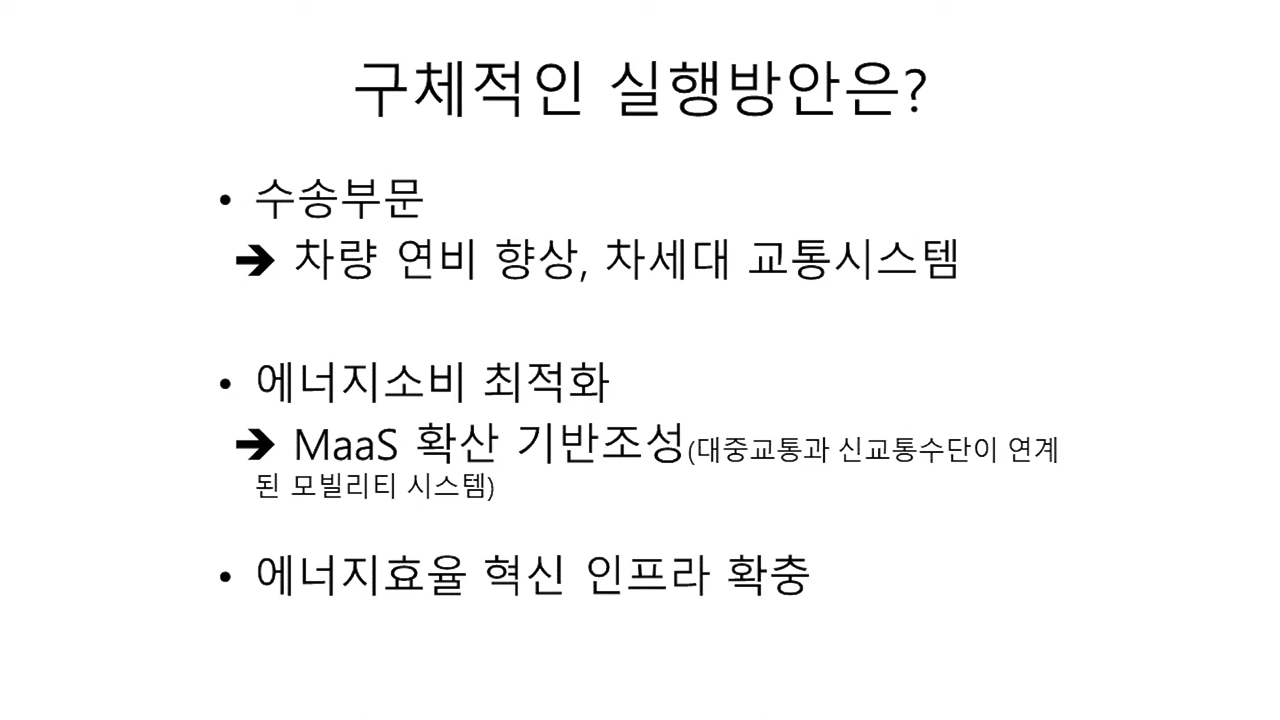 구체적인 실행방안은?
• 수송부문
➔ 차량 연비 향상, 차세대 교통시스템
• 에너지소비 최적화
➔ MaaS 확산 기반조성(대중교통과 신교통수단이 연계
된 모빌리티 시스템)
• 에너지효율 혁신 인프라 확충